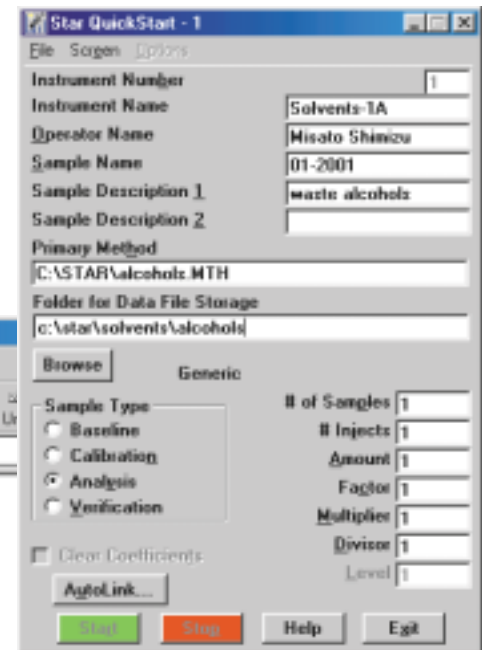 Star QuickStart - 1
File Screen Options
Instrument Number 1
Instrument Name Solvents-1A
Operator Name Misato Shimizu
Sample Name 01-2001
Sample Description 1 waste alcohols
Sample Description 2
Primary Method
C:\STAR\alcohols.MTH
Folder for Data File Storage
c:\star\solvents\alcohols
Browse Generic
Sample Type
Baseline
Calibration
Analysis
Verification
# of Samples 1
# Injects 1
Amount 1
Factor 1
Multiplier 1
Divisor 1
Level 1
Clear Coefficients
AutoLink...
Start Stop Help Exit